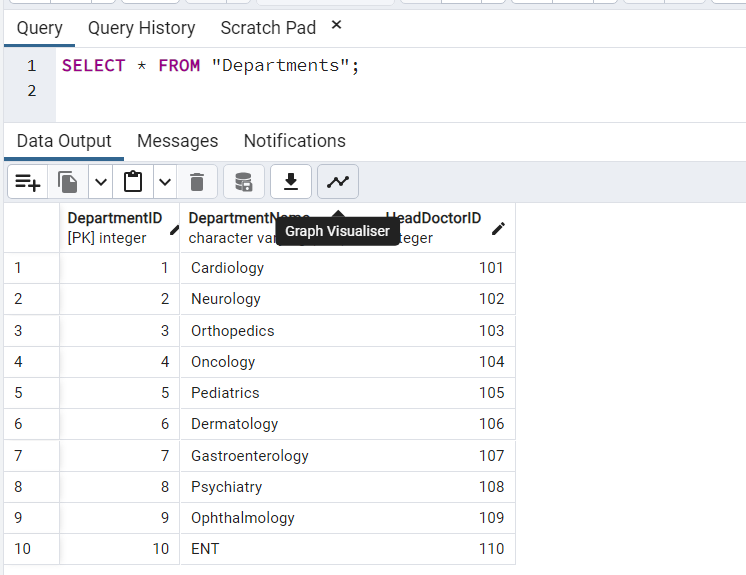 Query Query History Scratch Pad ×
1 SELECT * FROM "Departments";
2
Data Output Messages Notifications
DepartmentID DepartmentName HeadDoctorID
[PK] integer character
Graph Visualiser
1 1 Cardiology 101
2 2 Neurology 102
3 3 Orthopedics 103
4 4 Oncology 104
5 5 Pediatrics 105
6 6 Dermatology 106
7 7 Gastroenterology 107
8 8 Psychiatry 108
9 9 Ophthalmology 109
10 10 ENT 110